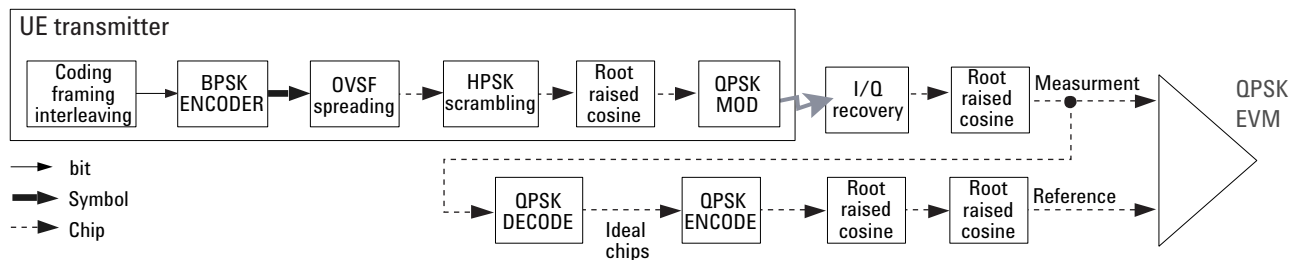 UE transmitter
Coding
framing
interleaving
BPSK
ENCODER
OVSF
spreading
HPSK
scrambling
Root
raised
cosine
QPSK
MOD
I/Q
recovery
Root
raised
cosine
Measurment
QPSK
EVM
bit
Symbol
Chip
QPSK
DECODE
Ideal
chips
QPSK
ENCODE
Root
raised
cosine
Root
raised
cosine
Reference